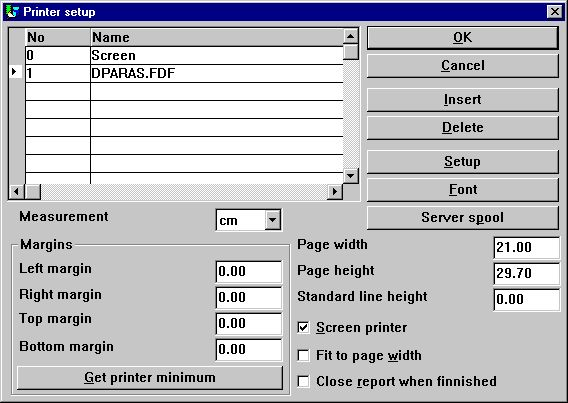 Printer setup
No Name
0 Screen
1 DPARAS.FDF
OK
Cancel
Insert
Delete
Setup
Font
Server spool
Measurement cm
Margins
Left margin 0.00
Right margin 0.00
Top margin 0.00
Bottom margin 0.00
Get printer minimum
Page width 21.00
Page height 29.70
Standard line height 0.00
Screen printer
Fit to page width
Close report when finnished